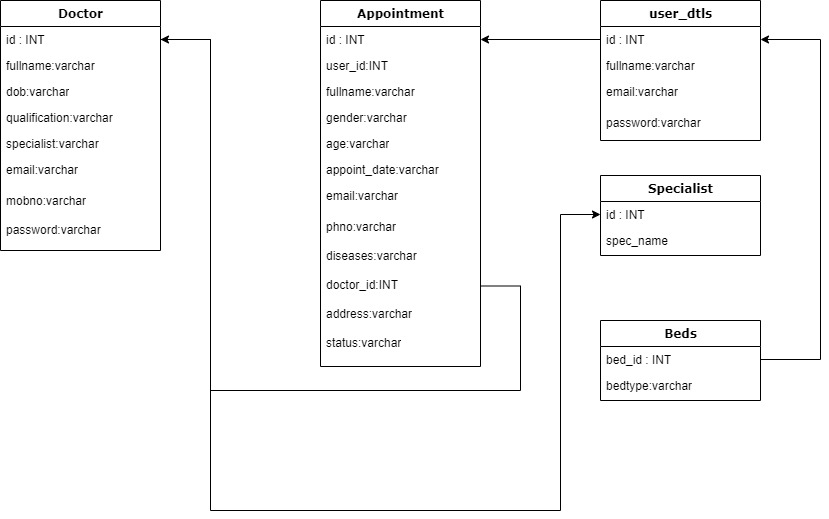 Doctor
id : INT
fullname:varchar
dob:varchar
qualification:varchar
specialist:varchar
email:varchar
mobno:varchar
password:varchar
Appointment
id : INT
user_id:INT
fullname:varchar
gender:varchar
age:varchar
appoint_date:varchar
email:varchar
phno:varchar
diseases:varchar
doctor_id:INT
address:varchar
status:varchar
user_dtls
id : INT
fullname:varchar
email:varchar
password:varchar
Specialist
id : INT
spec_name
Beds
bed_id : INT
bedtype:varchar